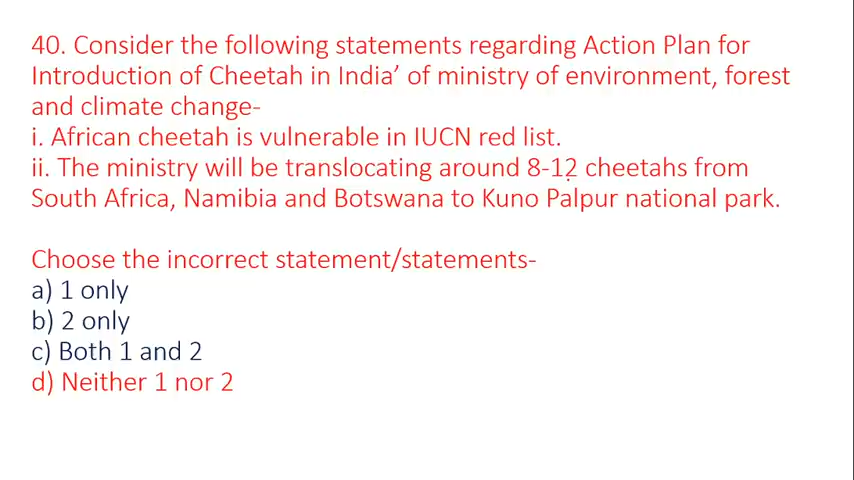 40. Consider the following statements regarding Action Plan for
Introduction of Cheetah in India’ of ministry of environment, forest
and climate change-
i. African cheetah is vulnerable in IUCN red list.
ii. The ministry will be translocating around 8-12 cheetahs from
South Africa, Namibia and Botswana to Kuno Palpur national park.
Choose the incorrect statement/statements-
a) 1 only
b) 2 only
c) Both 1 and 2
d) Neither 1 nor 2